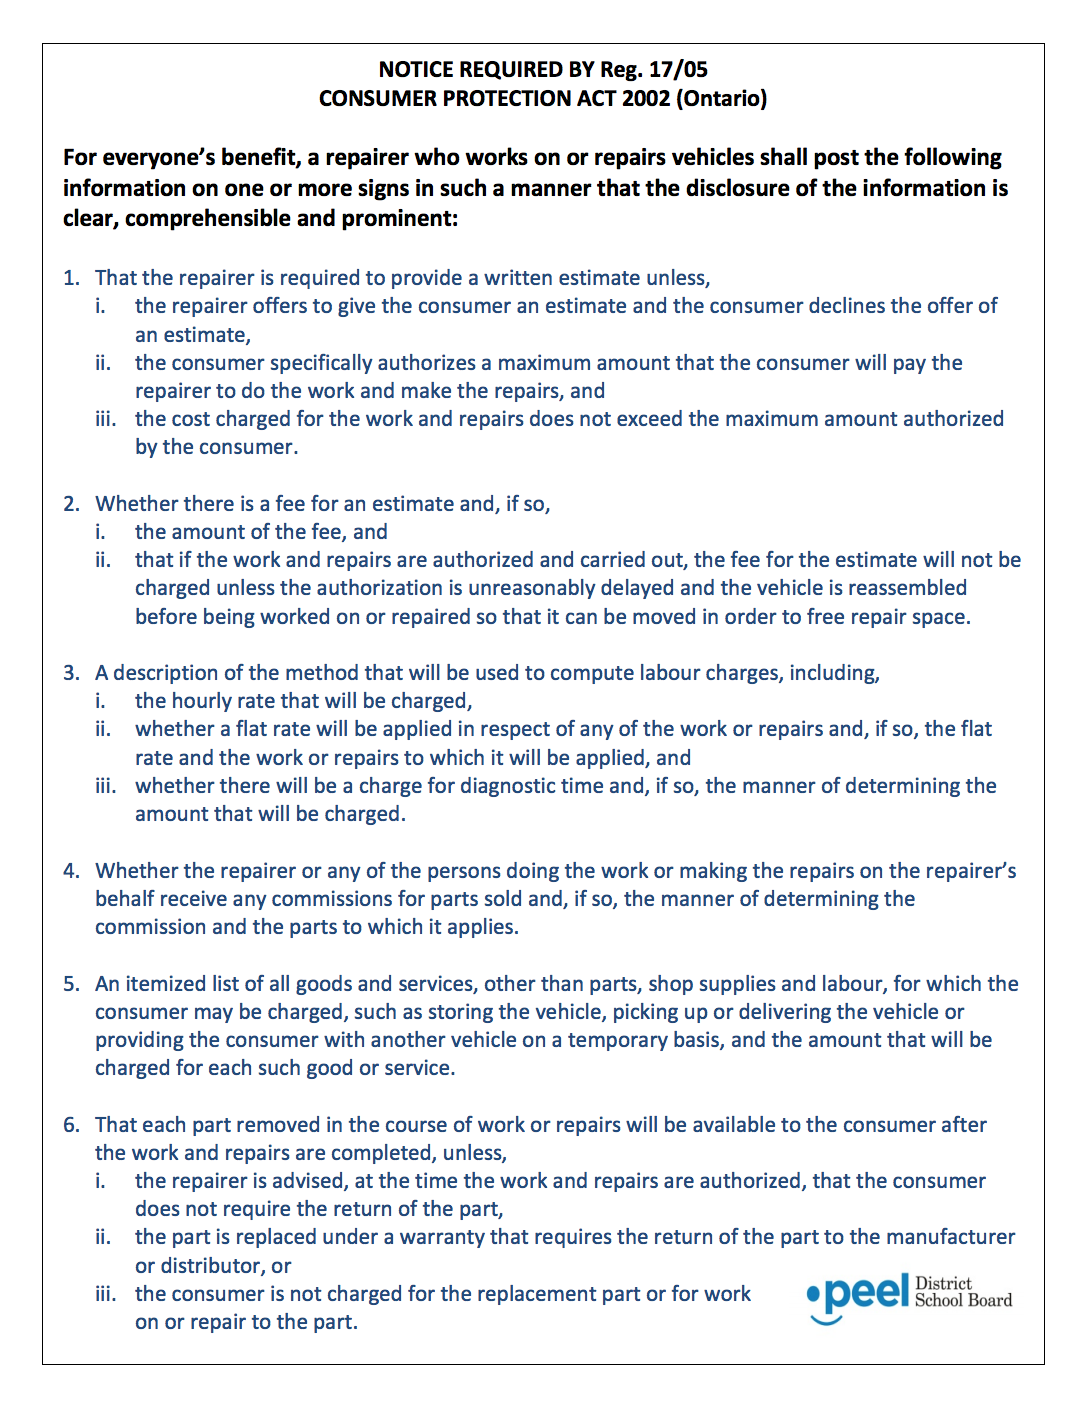 NOTICE REQUIRED BY Reg. 17/05
CONSUMER PROTECTION ACT 2002 (Ontario)
For everyone’s benefit, a repairer who works on or repairs vehicles shall post the following
information on one or more signs in such a manner that the disclosure of the information is
clear, comprehensible and prominent:
1. That the repairer is required to provide a written estimate unless,
i. the repairer offers to give the consumer an estimate and the consumer declines the offer of
an estimate,
ii. the consumer specifically authorizes a maximum amount that the consumer will pay the
repairer to do the work and make the repairs, and
iii. the cost charged for the work and repairs does not exceed the maximum amount authorized
by the consumer.
2. Whether there is a fee for an estimate and, if so,
i. the amount of the fee, and
ii. that if the work and repairs are authorized and carried out, the fee for the estimate will not be
charged unless the authorization is unreasonably delayed and the vehicle is reassembled
before being worked on or repaired so that it can be moved in order to free repair space.
3. A description of the method that will be used to compute labour charges, including,
i. the hourly rate that will be charged,
ii. whether a flat rate will be applied in respect of any of the work or repairs and, if so, the flat
rate and the work or repairs to which it will be applied, and
iii. whether there will be a charge for diagnostic time and, if so, the manner of determining the
amount that will be charged.
4. Whether the repairer or any of the persons doing the work or making the repairs on the repairer’s
behalf receive any commissions for parts sold and, if so, the manner of determining the
commission and the parts to which it applies.
5. An itemized list of all goods and services, other than parts, shop supplies and labour, for which the
consumer may be charged, such as storing the vehicle, picking up or delivering the vehicle or
providing the consumer with another vehicle on a temporary basis, and the amount that will be
charged for each such good or service.
6. That each part removed in the course of work or repairs will be available to the consumer after
the work and repairs are completed, unless,
i. the repairer is advised, at the time the work and repairs are authorized, that the consumer
does not require the return of the part,
ii. the part is replaced under a warranty that requires the return of the part to the manufacturer
or distributor, or
iii. the consumer is not charged for the replacement part or for work
on or repair to the part.
peel District
School Board